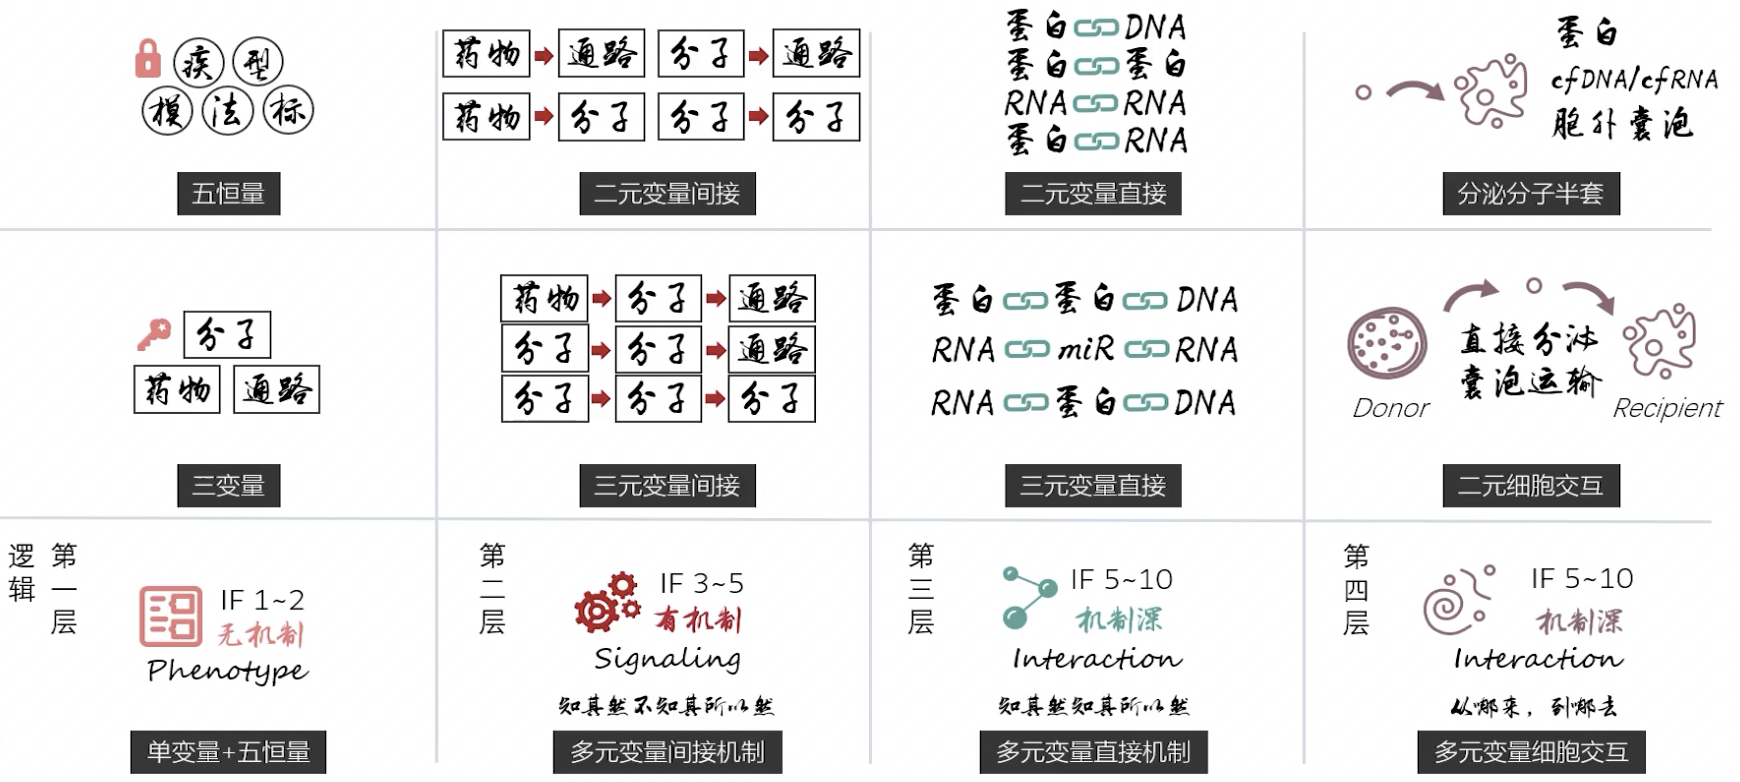 疾 型
模 法 标
五恒量
药物 通路 分子 通路
药物 分子 分子 分子
二元变量间接
蛋白 DNA
蛋白 蛋白
RNA RNA
蛋白 RNA
二元变量直接
蛋白
cfDNA/cfRNA
胞外囊泡
分泌分子半套
分子
药物 通路
三变量
药物 分子 通路
分子 分子 通路
分子 分子 分子
三元变量间接
蛋白 蛋白 DNA
RNA miR RNA
RNA 蛋白 DNA
三元变量直接
直接分泌
囊泡运输
Donor
Recipient
二元细胞交互
逻辑
第一层
IF 1~2
无机制
Phenotype
单变量+五恒量
第二层
IF 3~5
有机制
Signaling
知其然不知其所以然
多元变量间接机制
第三层
IF 5~10
机制深
Interaction
知其然知其所以然
多元变量直接机制
第四层
IF 5~10
机制深
Interaction
从哪来，到哪去
多元变量细胞交互